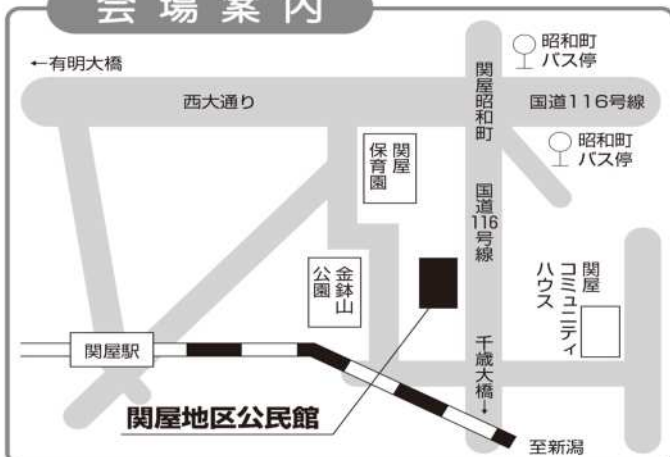 会場案内
←有明大橋
西大通り
関屋昭和町
昭和町
バス停
国道116号線
昭和町
バス停
関屋
保育園
国道116号線
金鉢山
公園
関屋
コミュニティ
ハウス
関屋駅
千歳大橋→
関屋地区公民館
至新潟